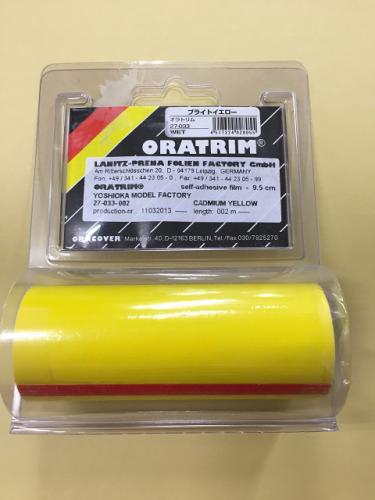 ブライトイエロー
オラトリム
27-033
WET
ORATRIM®
LANITZ-PRENA FOLIEN FACTORY GmbH
Am Ritterschlösschen 20, D - 04179 Leipzig, GERMANY
Fon. +49 / 341 - 44 23 05 - 0, Fax +49 / 341 - 44 23 05 - 99
ORATRIM® self-adhesive film - 9.5 cm
YOSHIOKA MODEL FACTORY
27-033-002 CADMIUM YELLOW
production-nr. 11032013 length: 002 m
40, D-12163 BERLIN, Tel./Fax 030/7925270